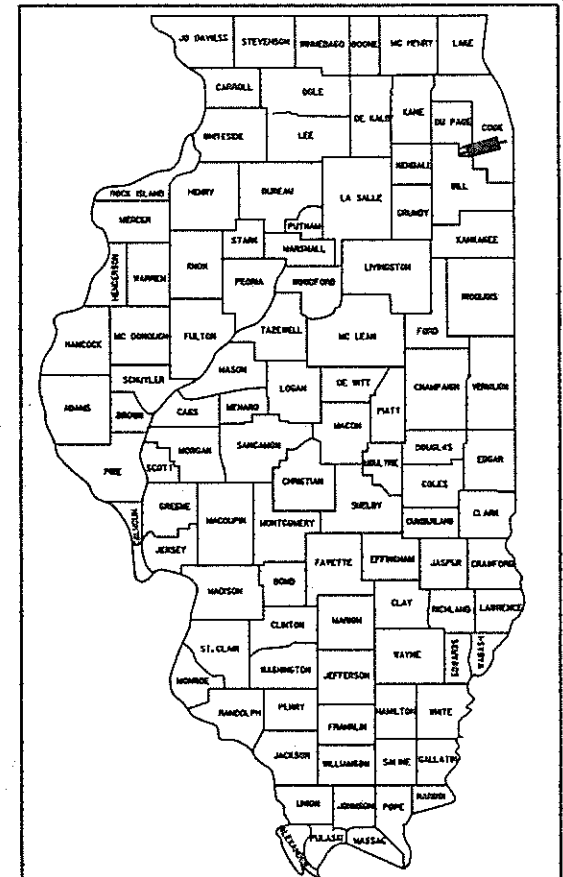 JO DAVIESS STEVENSON WINNEBAGO BOONE MC HENRY LAKE
CARROLL OGLE DE KALB KANE DU PAGE COOK
WHITESIDE LEE KENDALL WILL
ROCK ISLAND HENRY BUREAU LA SALLE GRUNDY
MERCER PUTNAM KANKAKEE
STARK MARSHALL
HENDERSON WARREN KNOX PEORIA WOODFORD LIVINGSTON IROQUOIS
HANCOCK MC DONOUGH FULTON TAZEWELL MC LEAN FORD
SCHUYLER MASON LOGAN DE WITT CHAMPAIGN VERMILION
ADAMS BROWN CASS MENARD MACON PIATT
PIKE SCOTT MORGAN SANGAMON MOULTRIE DOUGLAS EDGAR
CHRISTIAN COLES
CALHOUN GREENE MACOUPIN MONTGOMERY SHELBY CUMBERLAND CLARK
JERSEY FAYETTE EFFINGHAM JASPER CRAWFORD
MADISON BOND CLAY RICHLAND LAWRENCE
CLINTON MARION
ST. CLAIR WAYNE EDWARDS WABASH
MONROE WASHINGTON JEFFERSON
RANDOLPH PERRY HAMILTON WHITE
FRANKLIN
JACKSON WILLIAMSON SALINE GALLATIN
UNION JOHNSON POPE HARDIN
ALEXANDER PULASKI MASSAC